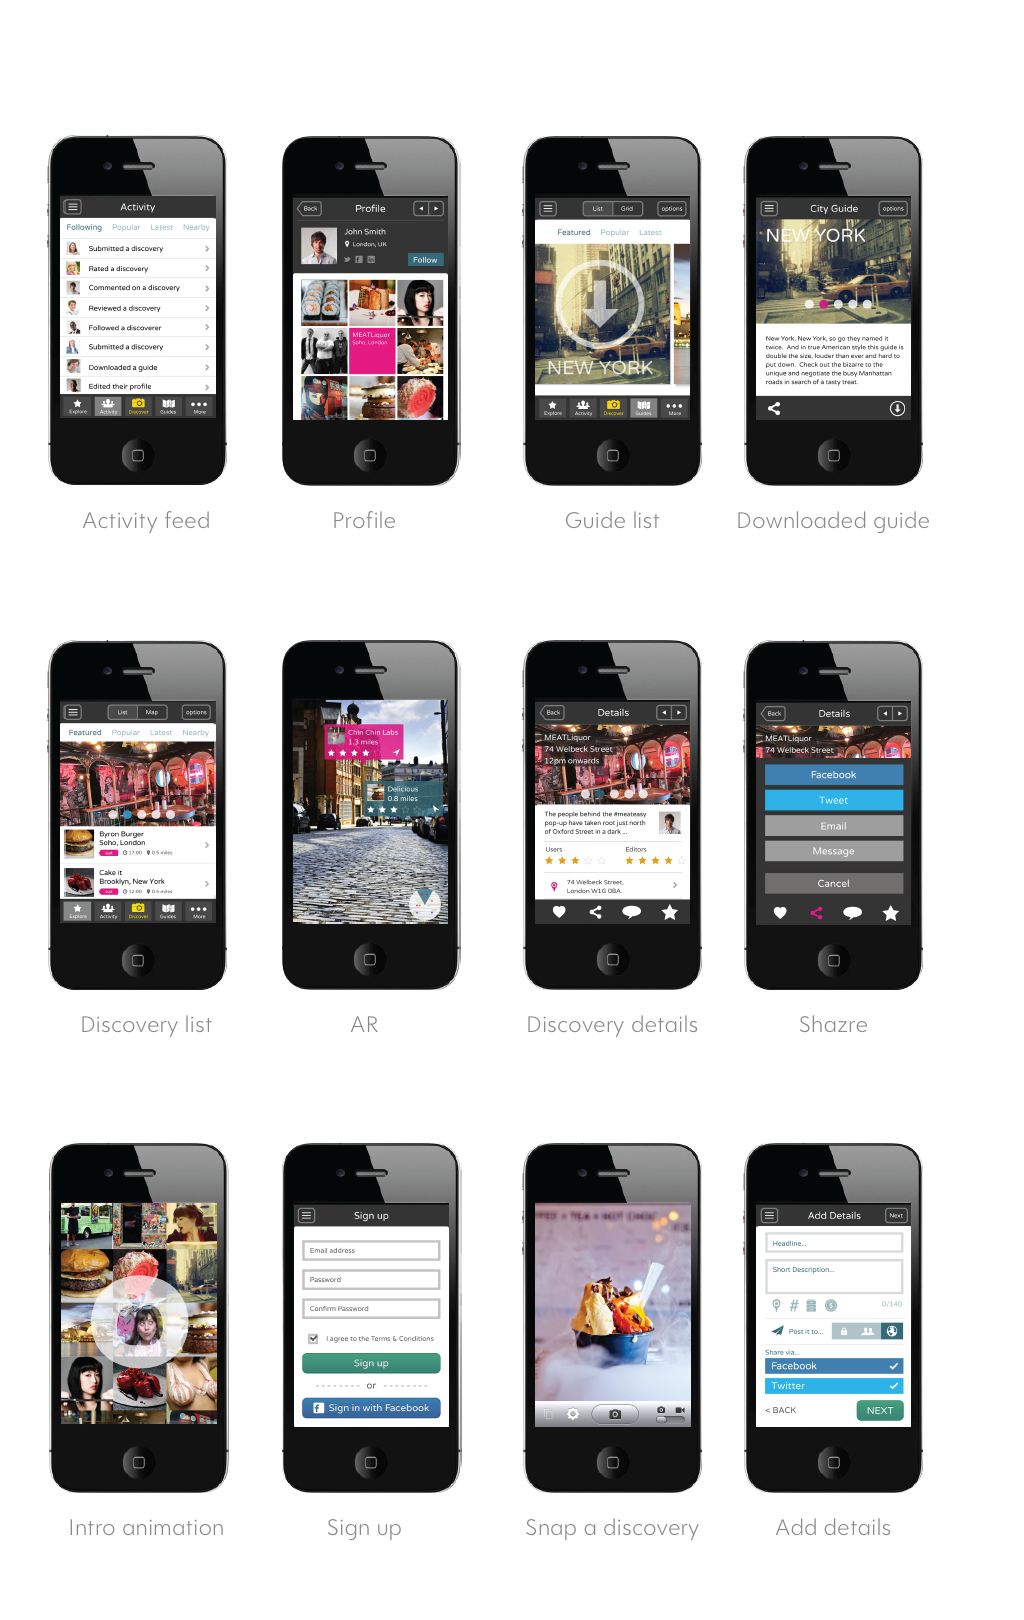 Activity
Following Popular Latest Nearby
Submitted a discovery
Rated a discovery
Commented on a discovery
Reviewed a discovery
Followed a discoverer
Submitted a discovery
Downloaded a guide
Edited their profile
Explore Activity Discover Guides More
Activity feed
Back Profile
John Smith
London, UK
Follow
MEATLiquor
Soho, London
Profile
List Grid options
Featured Popular Latest
NEW YORK
Explore Activity Discover Guides More
Guide list
City Guide options
NEW YORK
New York, New York, so go they named it
twice. And in true American style this guide is
double the size, louder than ever and hard to
put down. Check out the bizarre to the
unique and negotiate the busy Manhattan
roads in search of a tasty treat.
Downloaded guide
List Map options
Featured Popular Latest Nearby
Byron Burger
Soho, London
17:00 0.5 miles
Cake it
Brooklyn, New York
12:00 0.5 miles
Explore Activity Discover Guides More
Discovery list
Chin Chin Labs
1.3 miles
Delicious
0.8 miles
AR
Back Details
MEATLiquor
74 Welbeck Street
12pm onwards
The people behind the #meateasy
pop-up have taken root just north
of Oxford Street in a dark ...
Users Editors
74 Welbeck Street,
London W1G 0BA.
Discovery details
Back Details
MEATLiquor
74 Welbeck Street
Facebook
Tweet
Email
Message
Cancel
Shazre
Intro animation
Sign up
Email address
Password
Confirm Password
I agree to the Terms & Conditions
Sign up
or
Sign in with Facebook
Sign up
Snap a discovery
Add Details Next
Headline...
Short Description...
0/140
Post it to...
Share via...
Facebook
Twitter
< BACK NEXT
Add details